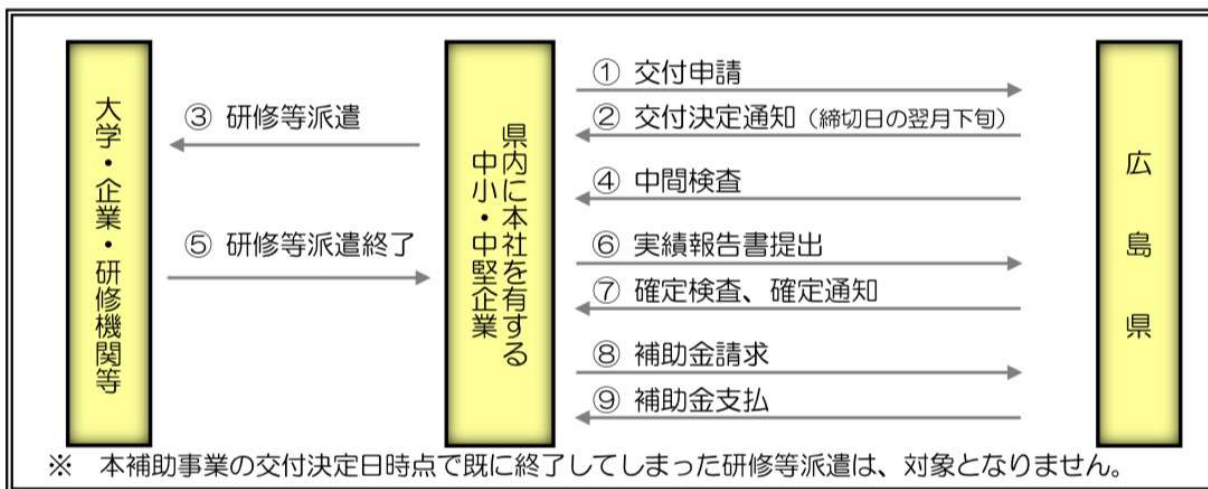 大学・企業・研修機関等
③ 研修等派遣
⑤ 研修等派遣終了
県内に本社を有する
中小・中堅企業
① 交付申請
② 交付決定通知（締切日の翌月下旬）
④ 中間検査
⑥ 実績報告書提出
⑦ 確定検査、確定通知
⑧ 補助金請求
⑨ 補助金支払
広島県
※　本補助事業の交付決定日時点で既に終了してしまった研修等派遣は、対象となりません。